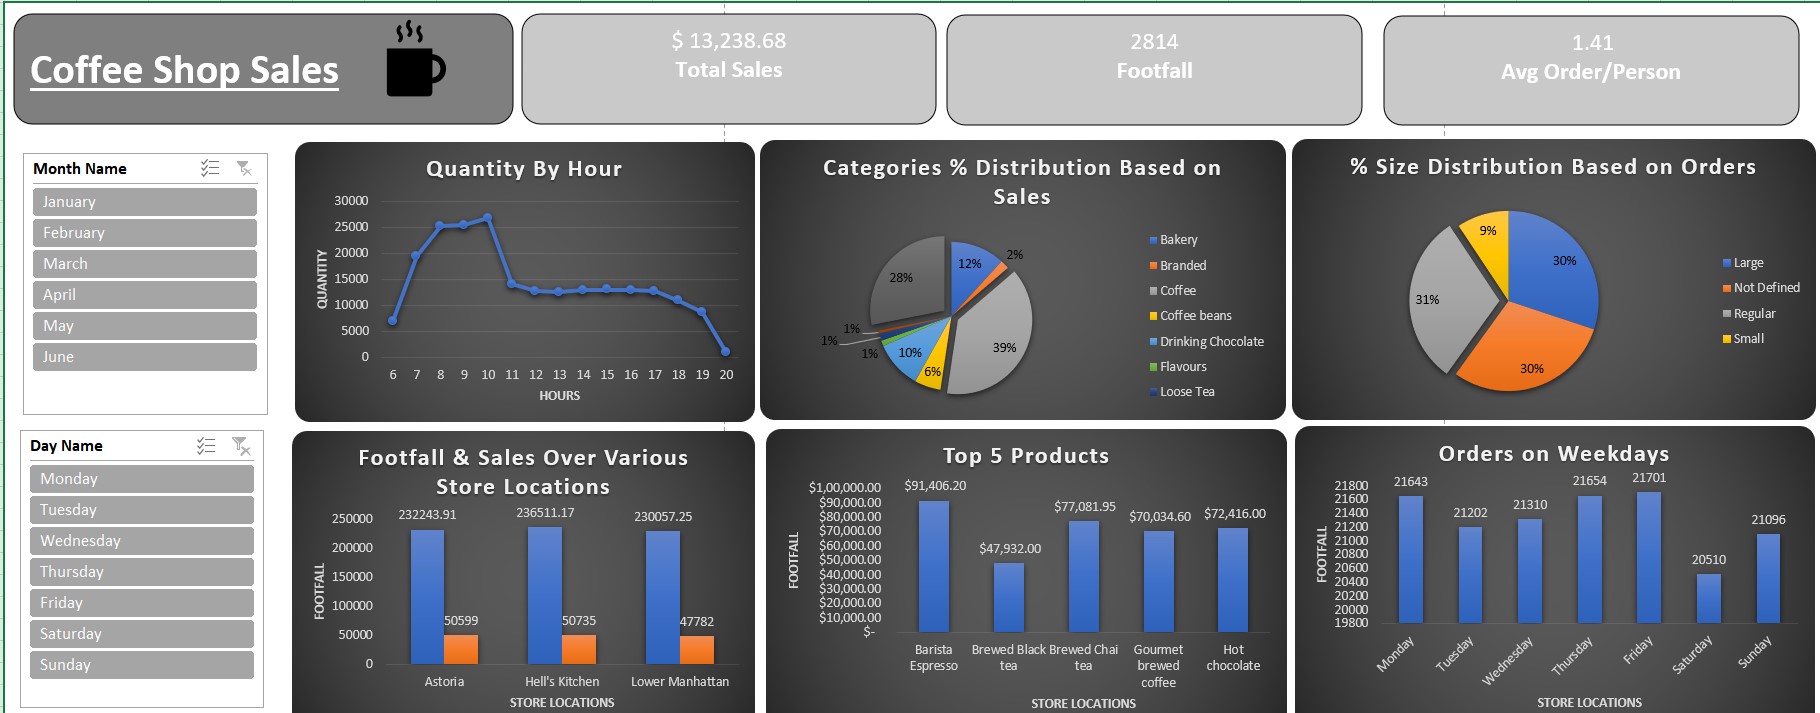 Coffee Shop Sales
$ 13,238.68
Total Sales
2814
Footfall
1.41
Avg Order/Person
Month Name
January
February
March
April
May
June
Day Name
Monday
Tuesday
Wednesday
Thursday
Friday
Saturday
Sunday
Quantity By Hour
QUANTITY
30000
25000
20000
15000
10000
5000
0
6 7 8 9 10 11 12 13 14 15 16 17 18 19 20
HOURS
Categories % Distribution Based on
Sales
28%
12%
2%
39%
6%
10%
1%
1%
1%
Bakery
Branded
Coffee
Coffee beans
Drinking Chocolate
Flavours
Loose Tea
% Size Distribution Based on Orders
9%
30%
31%
30%
Large
Not Defined
Regular
Small
Footfall & Sales Over Various
Store Locations
FOOTFALL
250000
200000
150000
100000
50000
0
232243.91
236511.17
230057.25
50599
50735
47782
Astoria
Hell's Kitchen
Lower Manhattan
STORE LOCATIONS
Top 5 Products
FOOTFALL
$1,00,000.00
$90,000.00
$80,000.00
$70,000.00
$60,000.00
$50,000.00
$40,000.00
$30,000.00
$20,000.00
$10,000.00
$-
$91,406.20
$47,932.00
$77,081.95
$70,034.60
$72,416.00
Barista
Espresso
Brewed Black
tea
Brewed Chai
tea
Gourmet
brewed
coffee
Hot
chocolate
STORE LOCATIONS
Orders on Weekdays
FOOTFALL
21800
21600
21400
21200
21000
20800
20600
20400
20200
20000
19800
21643
21202
21310
21654
21701
20510
21096
Monday
Tuesday
Wednesday
Thursday
Friday
Saturday
Sunday
STORE LOCATIONS